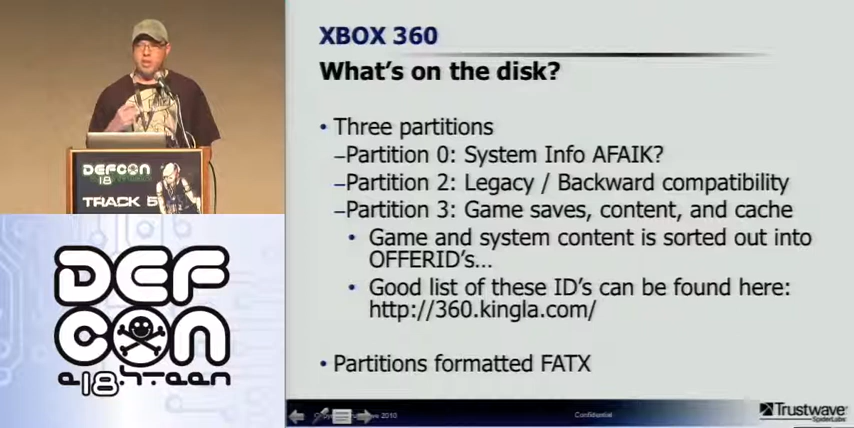 XBOX 360
What's on the disk?
• Three partitions
–Partition 0: System Info AFAIK?
–Partition 2: Legacy / Backward compatibility
–Partition 3: Game saves, content, and cache
• Game and system content is sorted out into
OFFERID's...
• Good list of these ID's can be found here:
http://360.kingla.com/
• Partitions formatted FATX
DEFCON
18
TRACK 5
DEF
CON
e18hteen
2010
Confidential
Trustwave
SpiderLabs